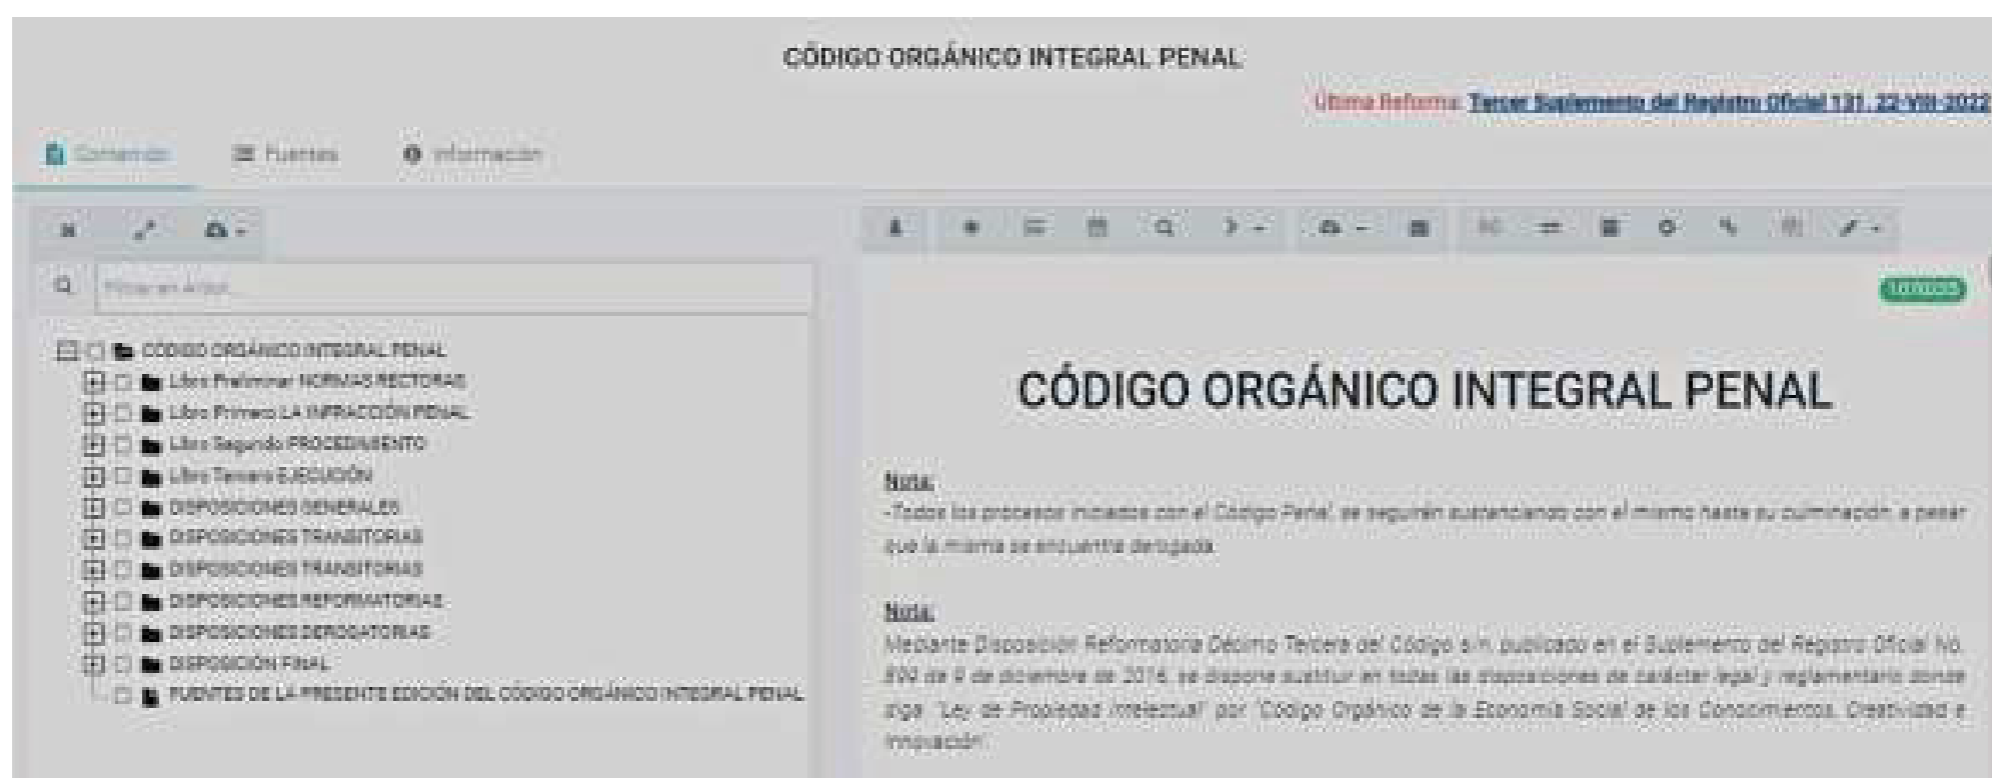 CÓDIGO ORGÁNICO INTEGRAL PENAL
Última Reforma: Tercer Suplemento del Registro Oficial 131, 22-VIII-2022
Contenido Fuentes Información
Filtrar en Árbol...
CÓDIGO ORGÁNICO INTEGRAL PENAL
Libro Preliminar NORMAS RECTORAS
Libro Primero LA INFRACCIÓN PENAL
Libro Segundo PROCEDIMIENTO
Libro Tercero EJECUCIÓN
DISPOSICIONES GENERALES
DISPOSICIONES TRANSITORIAS
DISPOSICIONES TRANSITORIAS
DISPOSICIONES REFORMATORIAS
DISPOSICIONES DEROGATORIAS
DISPOSICIÓN FINAL
FUENTES DE LA PRESENTE EDICIÓN DEL CÓDIGO ORGÁNICO INTEGRAL PENAL
CÓDIGO ORGÁNICO INTEGRAL PENAL
Nota:
-Todos los procesos iniciados con el Código Penal, se seguirán sustanciando con el mismo hasta su culminación, a pesar
que la misma se encuentra derogada.
Nota:
Mediante Disposición Reformatoria Décimo Tercera del Código s/n, publicado en el Suplemento del Registro Oficial No.
899 de 9 de diciembre de 2016, se dispone sustituir en todas las disposiciones de carácter legal y reglamentario donde
diga: "Ley de Propiedad Intelectual" por "Código Orgánico de la Economía Social de los Conocimientos, Creatividad e
Innovación".